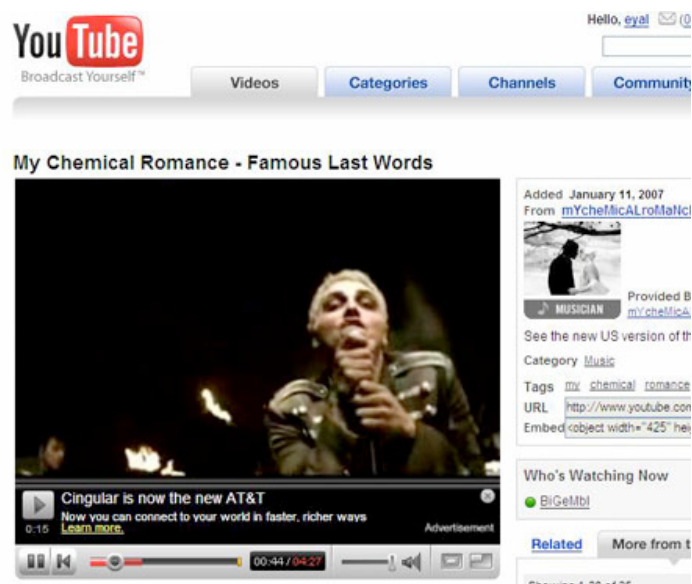 Hello, eyal (0
You Tube
Broadcast Yourself™
Videos Categories Channels Community
My Chemical Romance - Famous Last Words
Added January 11, 2007
From mYcheMicALroMaNc
MUSICIAN
Provided B
mYcheMicA
See the new US version of th
Category Music
Tags my chemical romance
URL http://www.youtube.com
Embed <object width="425" hei
Who's Watching Now
BiGeMbl
Cingular is now the new AT&T
Now you can connect to your world in faster, richer ways
0:15 Learn more. Advertisement
00:44 / 04:27
Related More from t